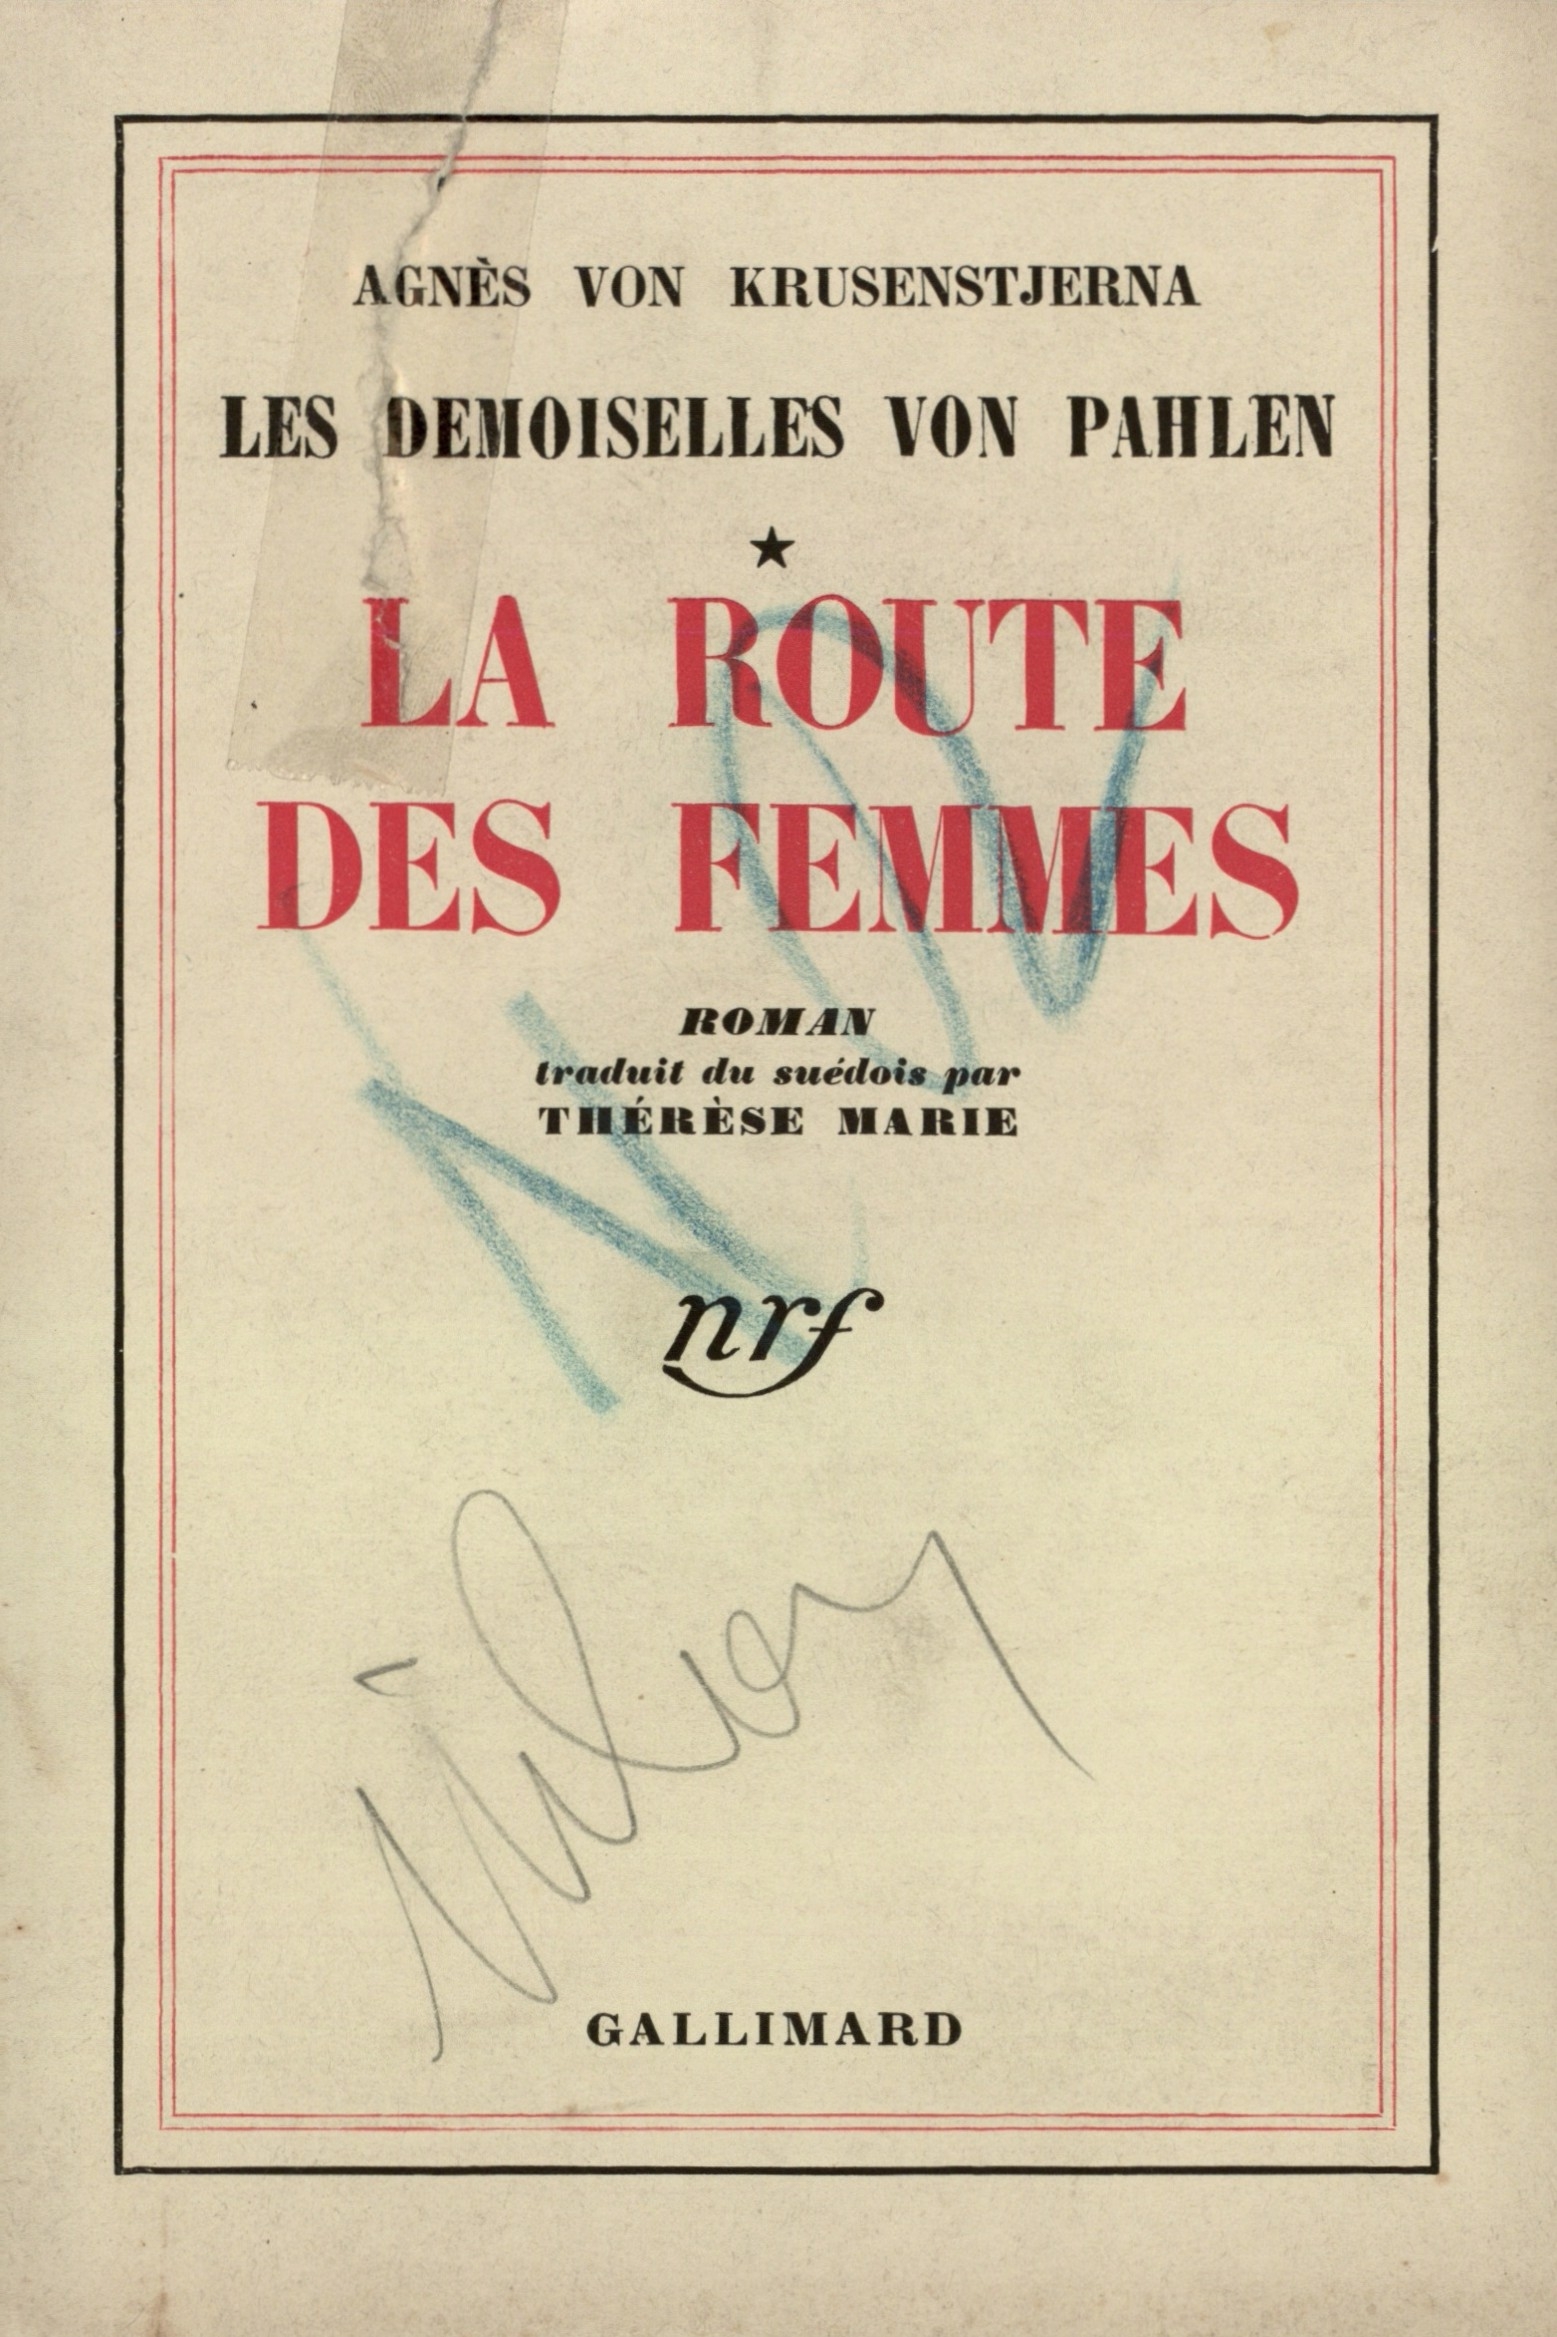 AGNÈS VON KRUSENSTJERNA
LES DEMOISELLES VON PAHLEN
★
LA ROUTE
DES FEMMES
ROMAN
traduit du suédois par
THÉRÈSE MARIE
nrf
GALLIMARD